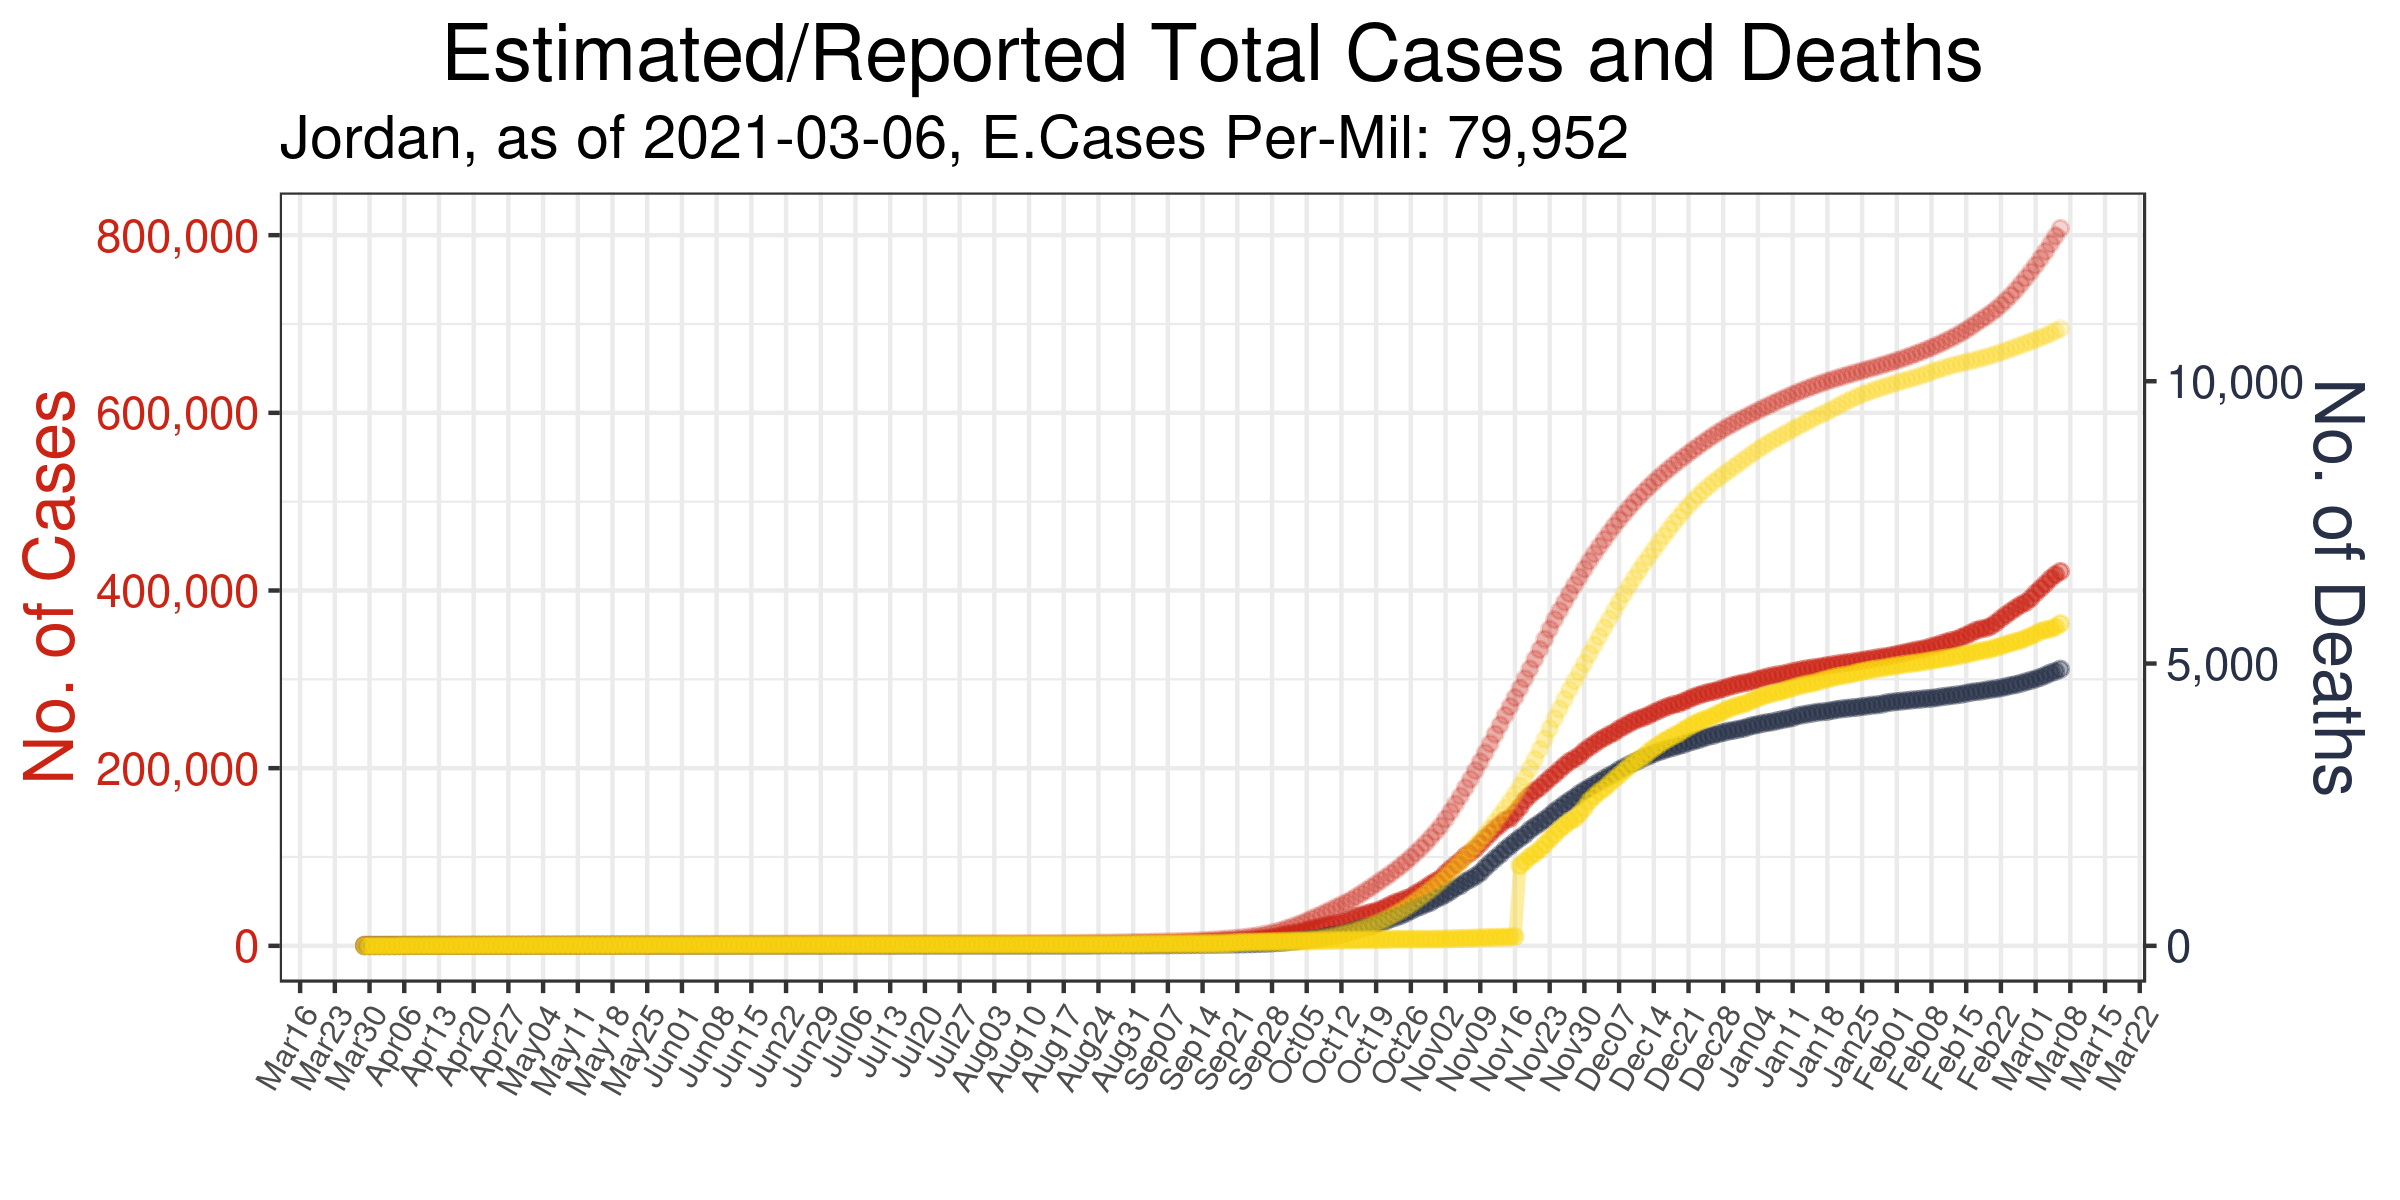 Estimated/Reported Total Cases and Deaths
Jordan, as of 2021-03-06, E.Cases Per-Mil: 79,952
No. of Cases
800,000
600,000
400,000
200,000
0
10,000
5,000
0
No. of Deaths
Mar16
Mar23
Mar30
Apr06
Apr13
Apr20
Apr27
May04
May11
May18
May25
Jun01
Jun08
Jun15
Jun22
Jun29
Jul06
Jul13
Jul20
Jul27
Aug03
Aug10
Aug17
Aug24
Aug31
Sep07
Sep14
Sep21
Sep28
Oct05
Oct12
Oct19
Oct26
Nov02
Nov09
Nov16
Nov23
Nov30
Dec07
Dec14
Dec21
Dec28
Jan04
Jan11
Jan18
Jan25
Feb01
Feb08
Feb15
Feb22
Mar01
Mar08
Mar15
Mar22